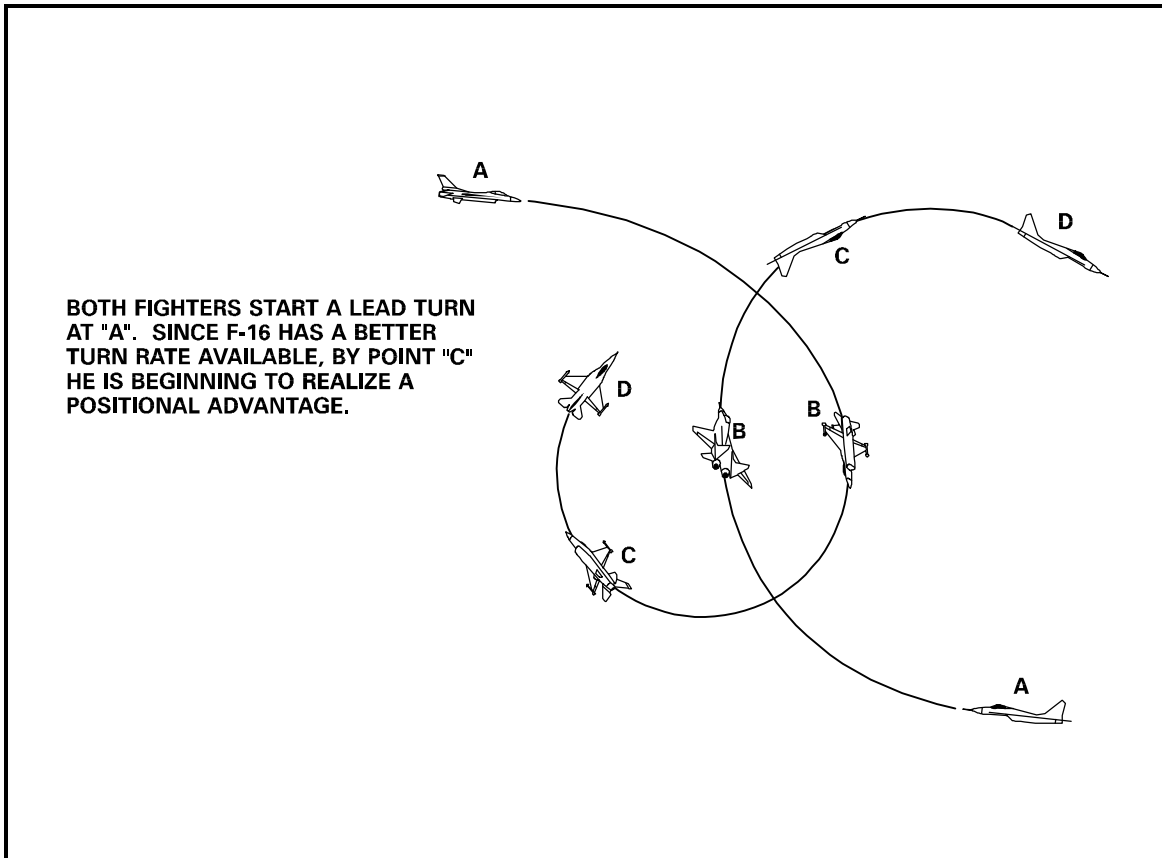 A
D
C
BOTH FIGHTERS START A LEAD TURN
AT "A". SINCE F-16 HAS A BETTER
TURN RATE AVAILABLE, BY POINT "C"
HE IS BEGINNING TO REALIZE A
POSITIONAL ADVANTAGE.
D
B
B
C
A